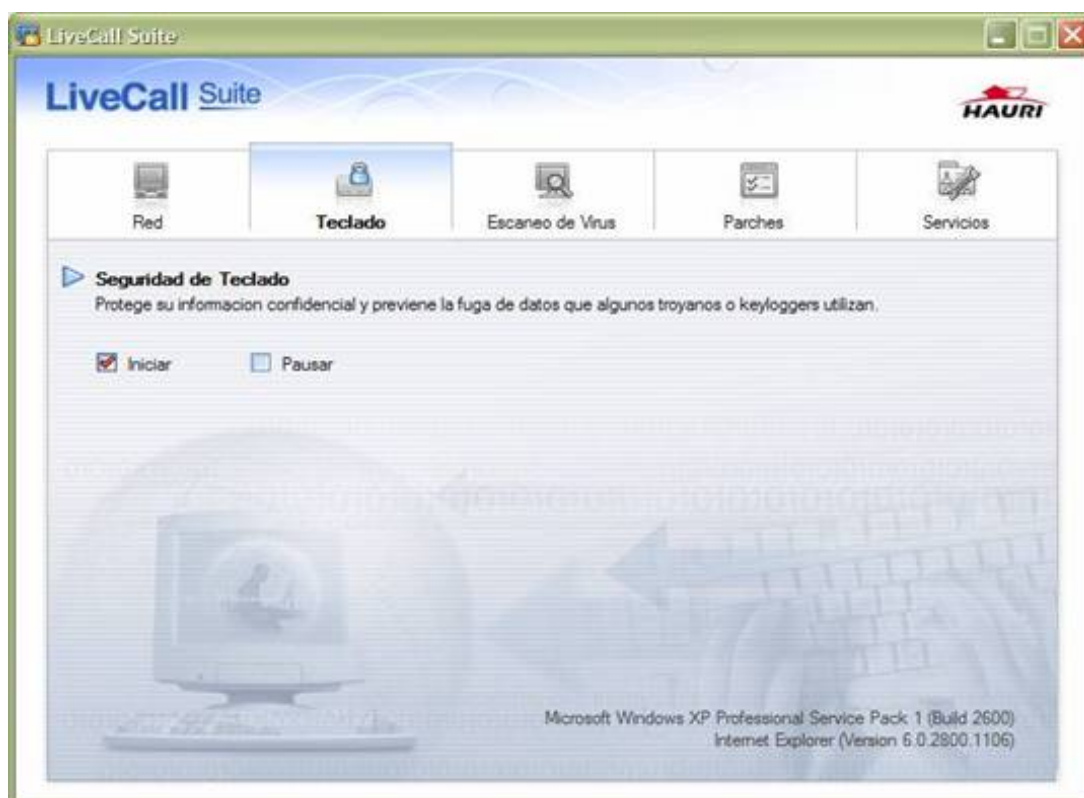 LiveCall Suite
LiveCall Suite
HAURI
Red
Teclado
Escaneo de Virus
Parches
Servicios
Seguridad de Teclado
Protege su informacion confidencial y previene la fuga de datos que algunos troyanos o keyloggers utilizan.
Iniciar
Pausar
Microsoft Windows XP Professional Service Pack 1 (Build 2600)
Internet Explorer (Version 6.0.2800.1106)